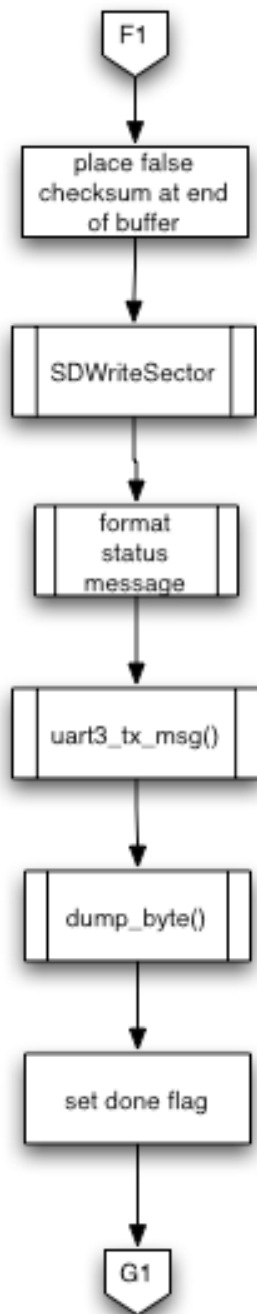 F1
place false
checksum at end
of buffer
SDWriteSector
format
status
message
uart3_tx_msg()
dump_byte()
set done flag
G1